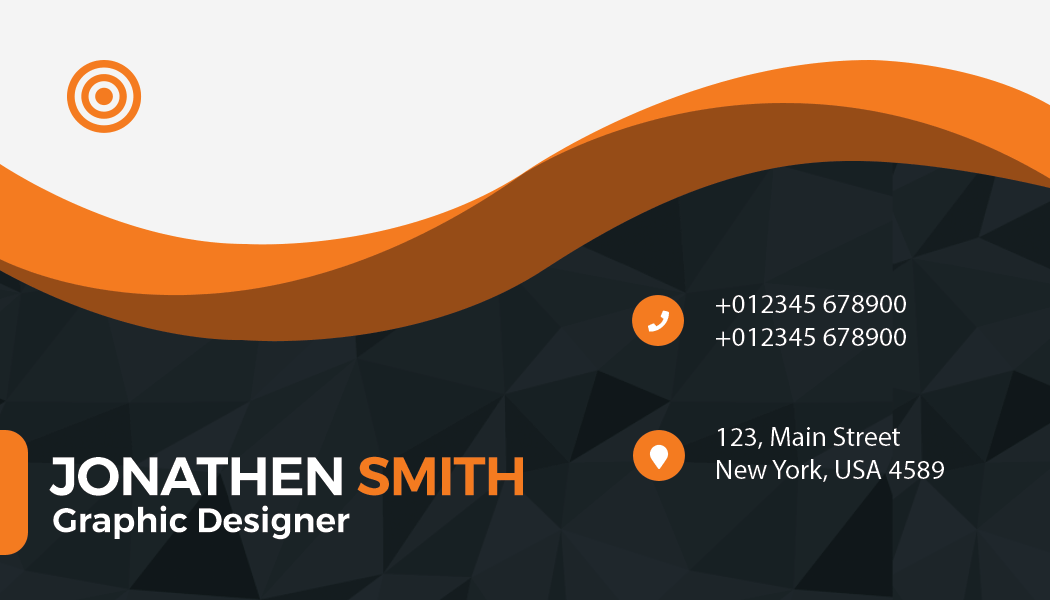 +012345 678900
+012345 678900
123, Main Street
New York, USA 4589
JONATHEN SMITH
Graphic Designer